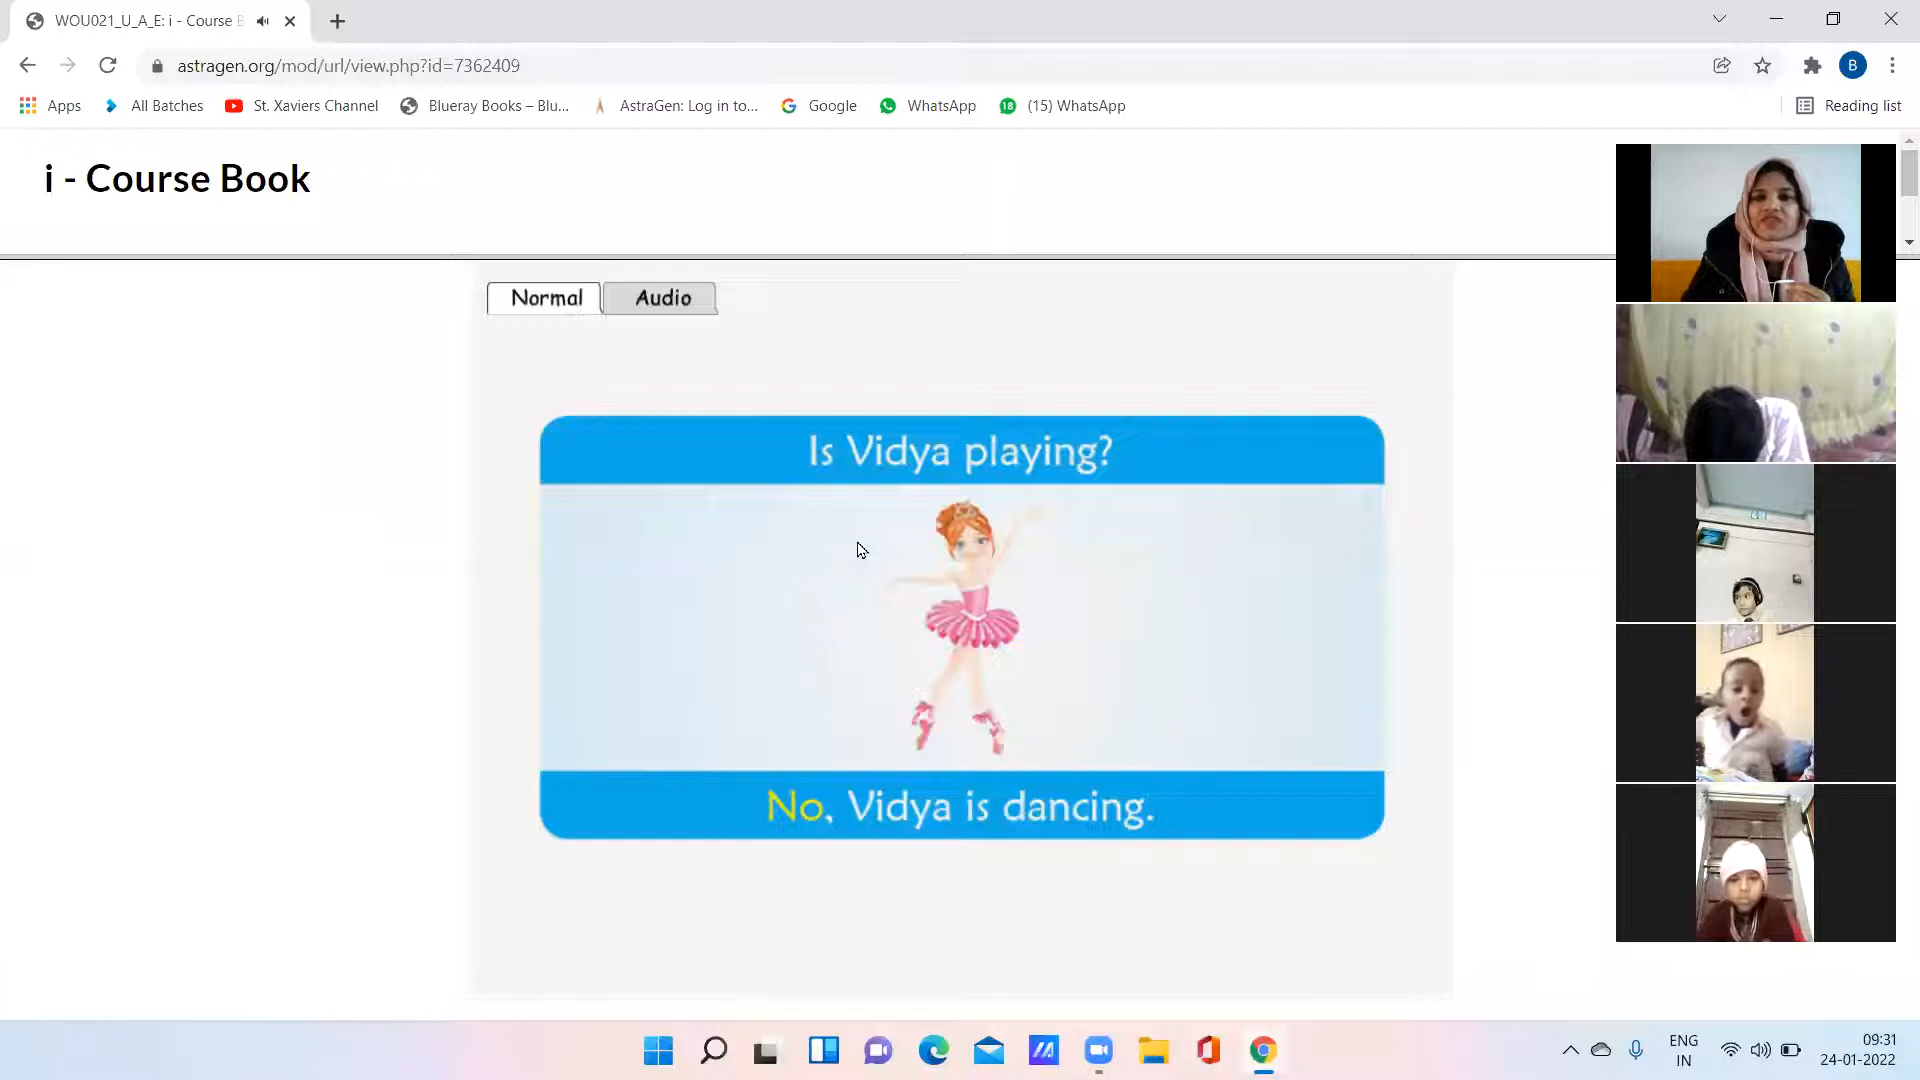 WOU021_U_A_E: i - Course B
astragen.org/mod/url/view.php?id=7362409
B
Apps
All Batches
St. Xaviers Channel
Blueray Books – Blu...
AstraGen: Log in to...
Google
WhatsApp
18
(15) WhatsApp
Reading list
i - Course Book
Normal
Audio
Is Vidya playing?
No, Vidya is dancing.
ENG
IN
09:31
24-01-2022